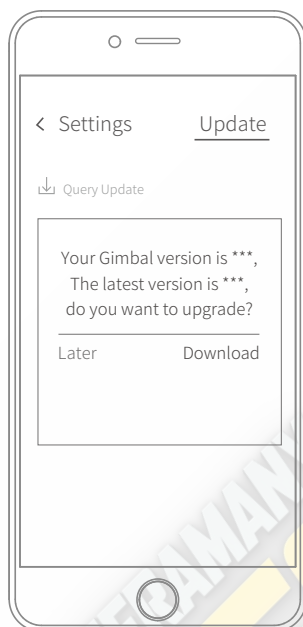 < Settings Update
Query Update
Your Gimbal version is ***,
The latest version is ***,
do you want to upgrade?
Later Download